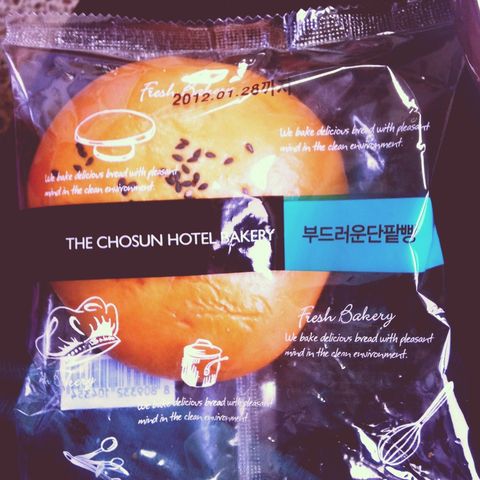 Fresh Bakery
2012.01.28까지
We bake delicious bread with pleasant
mind in the clean environment.
We bake delicious bread with pleasant
mind in the clean environment.
THE CHOSUN HOTEL BAKERY
부드러운단팥빵
Fresh Bakery
We bake delicious bread with pleasant
mind in the clean environment.
We bake delicious bread with pleasant
mind in the clean environment.